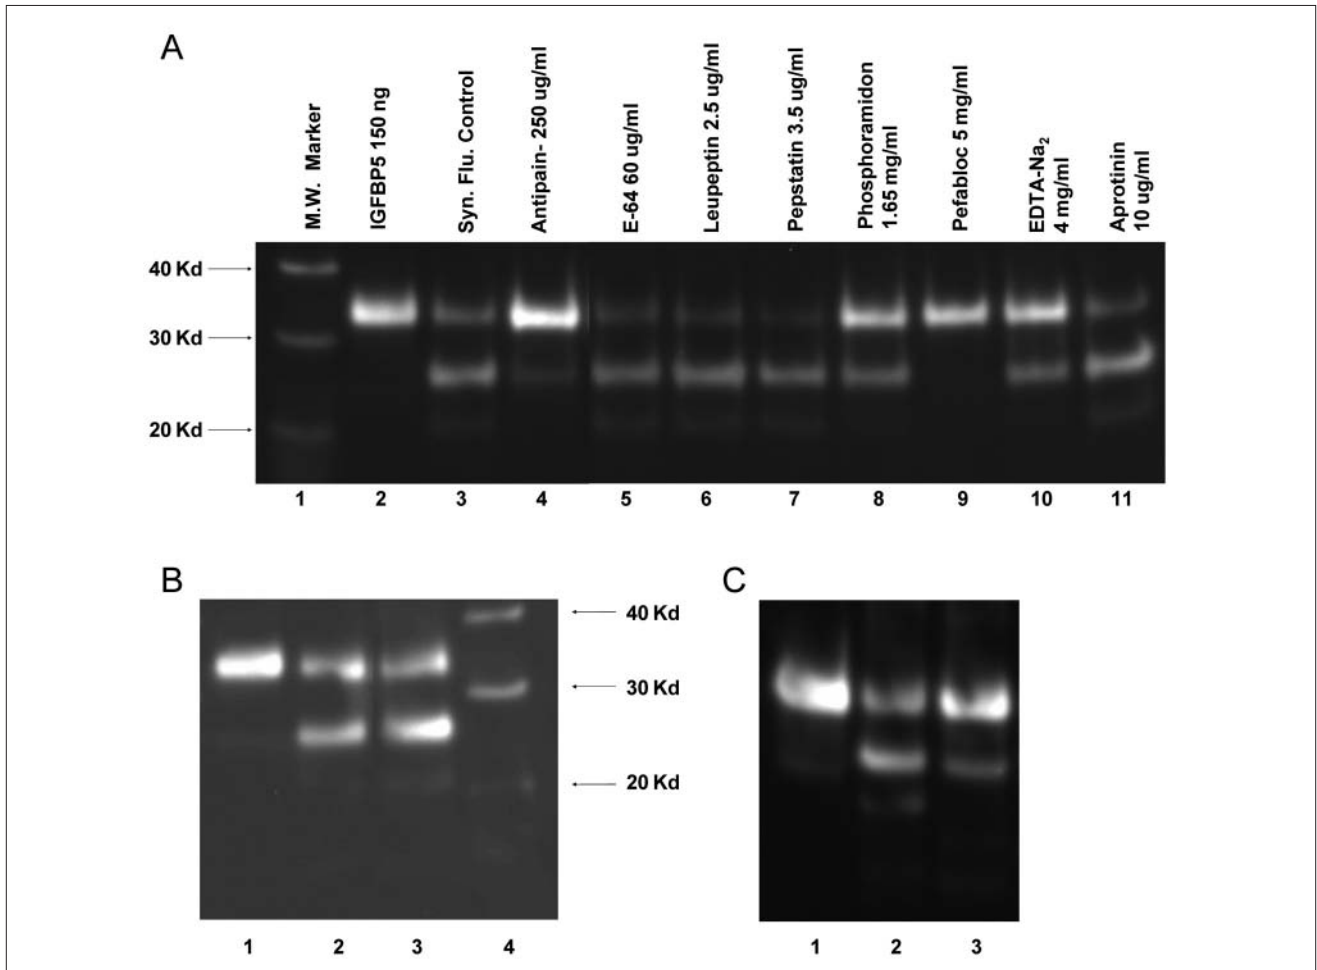 A
M.W. Marker
IGFBP5 150 ng
Syn. Flu. Control
Antipain- 250 ug/ml
E-64 60 ug/ml
Leupeptin 2.5 ug/ml
Pepstatin 3.5 ug/ml
Phosphoramidon
1.65 mg/ml
Pefabloc 5 mg/ml
EDTA-Na2
4 mg/ml
Aprotinin
10 ug/ml
40 Kd
30 Kd
20 Kd
1 2 3 4 5 6 7 8 9 10 11
B
40 Kd
30 Kd
20 Kd
1 2 3 4
C
1 2 3